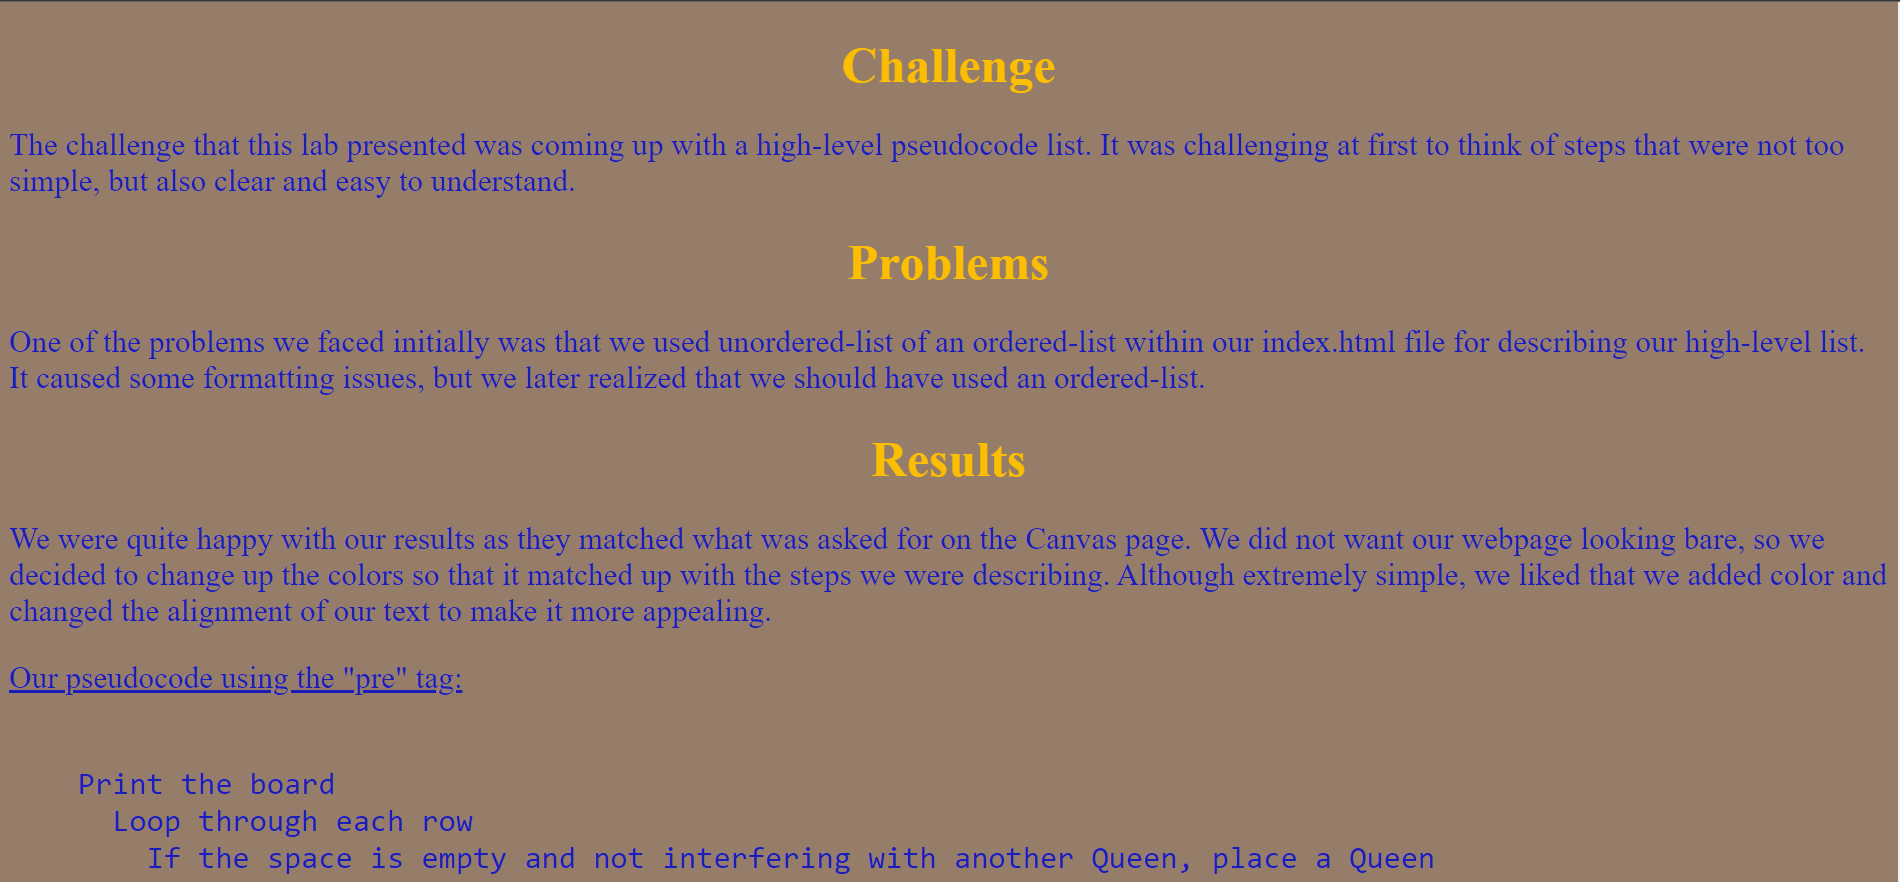 Challenge
The challenge that this lab presented was coming up with a high-level pseudocode list. It was challenging at first to think of steps that were not too
simple, but also clear and easy to understand.
Problems
One of the problems we faced initially was that we used unordered-list of an ordered-list within our index.html file for describing our high-level list.
It caused some formatting issues, but we later realized that we should have used an ordered-list.
Results
We were quite happy with our results as they matched what was asked for on the Canvas page. We did not want our webpage looking bare, so we
decided to change up the colors so that it matched up with the steps we were describing. Although extremely simple, we liked that we added color and
changed the alignment of our text to make it more appealing.
Our pseudocode using the "pre" tag:
Print the board
Loop through each row
If the space is empty and not interfering with another Queen, place a Queen